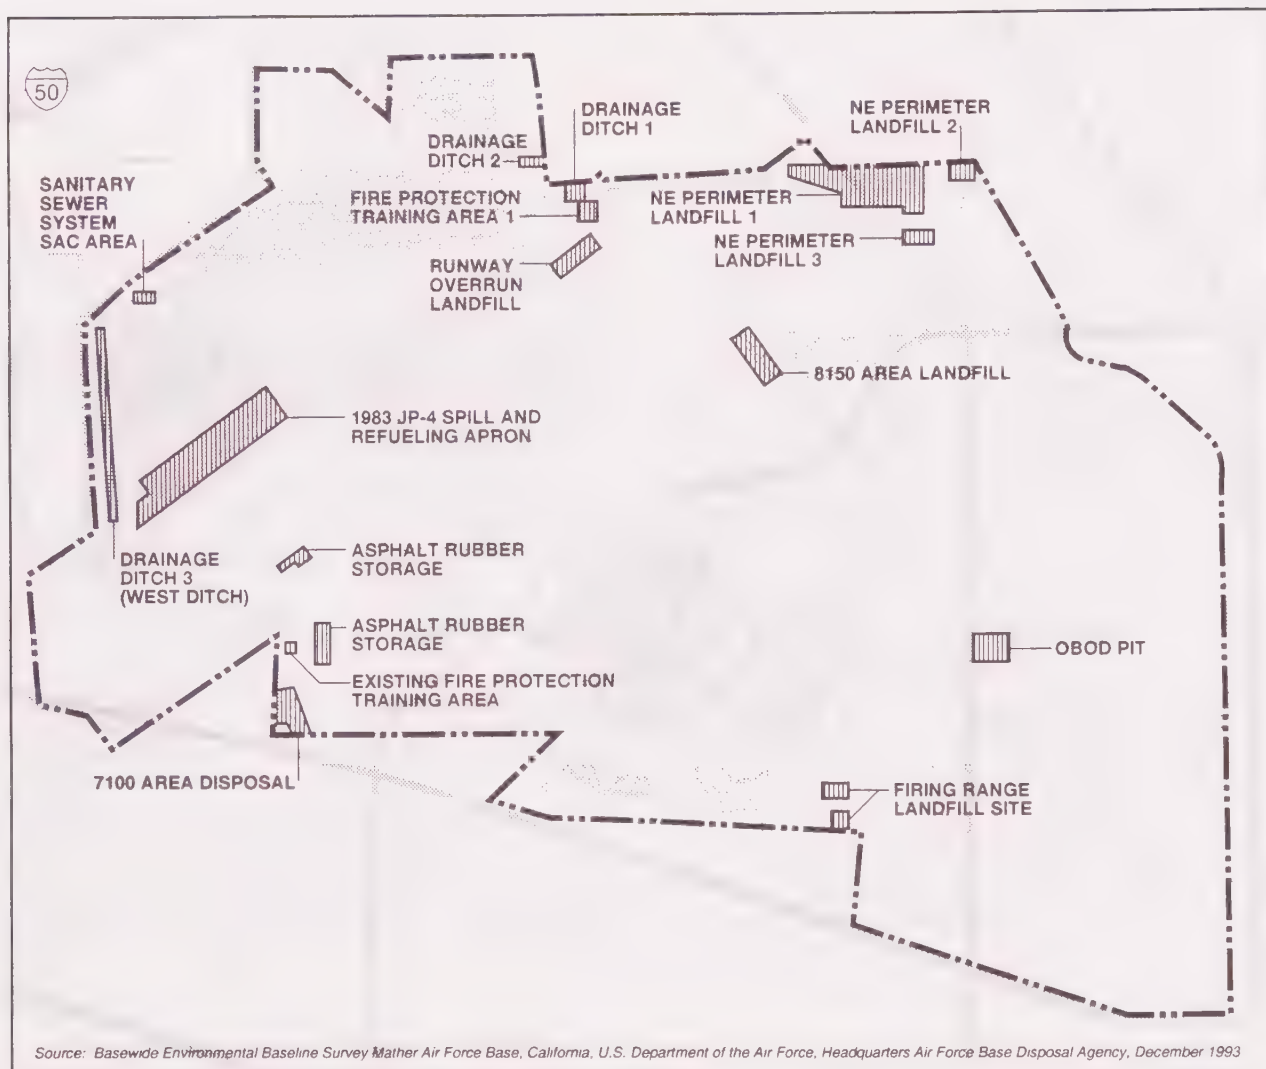 50
DRAINAGE
DITCH 1
NE PERIMETER
LANDFILL 2
DRAINAGE
DITCH 2
SANITARY
SEWER
SYSTEM
SAC AREA
FIRE PROTECTION
TRAINING AREA 1
NE PERIMETER
LANDFILL 1
NE PERIMETER
LANDFILL 3
RUNWAY
OVERRUN
LANDFILL
8150 AREA LANDFILL
1983 JP-4 SPILL AND
REFUELING APRON
DRAINAGE
DITCH 3
(WEST DITCH)
ASPHALT RUBBER
STORAGE
ASPHALT RUBBER
STORAGE
OBOD PIT
EXISTING FIRE PROTECTION
TRAINING AREA
7100 AREA DISPOSAL
FIRING RANGE
LANDFILL SITE
Source: Basewide Environmental Baseline Survey Mather Air Force Base, California, U.S. Department of the Air Force, Headquarters Air Force Base Disposal Agency, December 1993